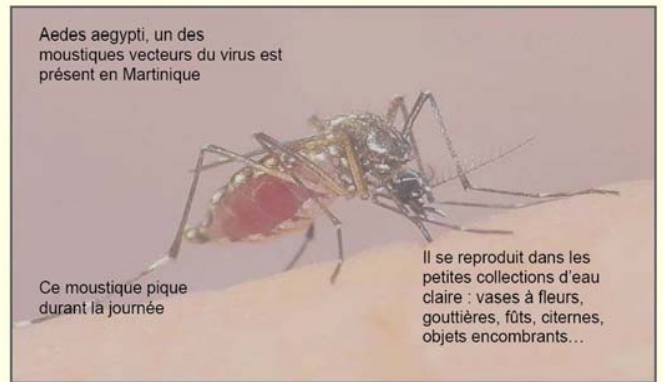 Aedes aegypti, un des
moustiques vecteurs du virus est
présent en Martinique
Ce moustique pique
durant la journée
Il se reproduit dans les
petites collections d'eau
claire : vases à fleurs,
gouttières, fûts, citernes,
objets encombrants…